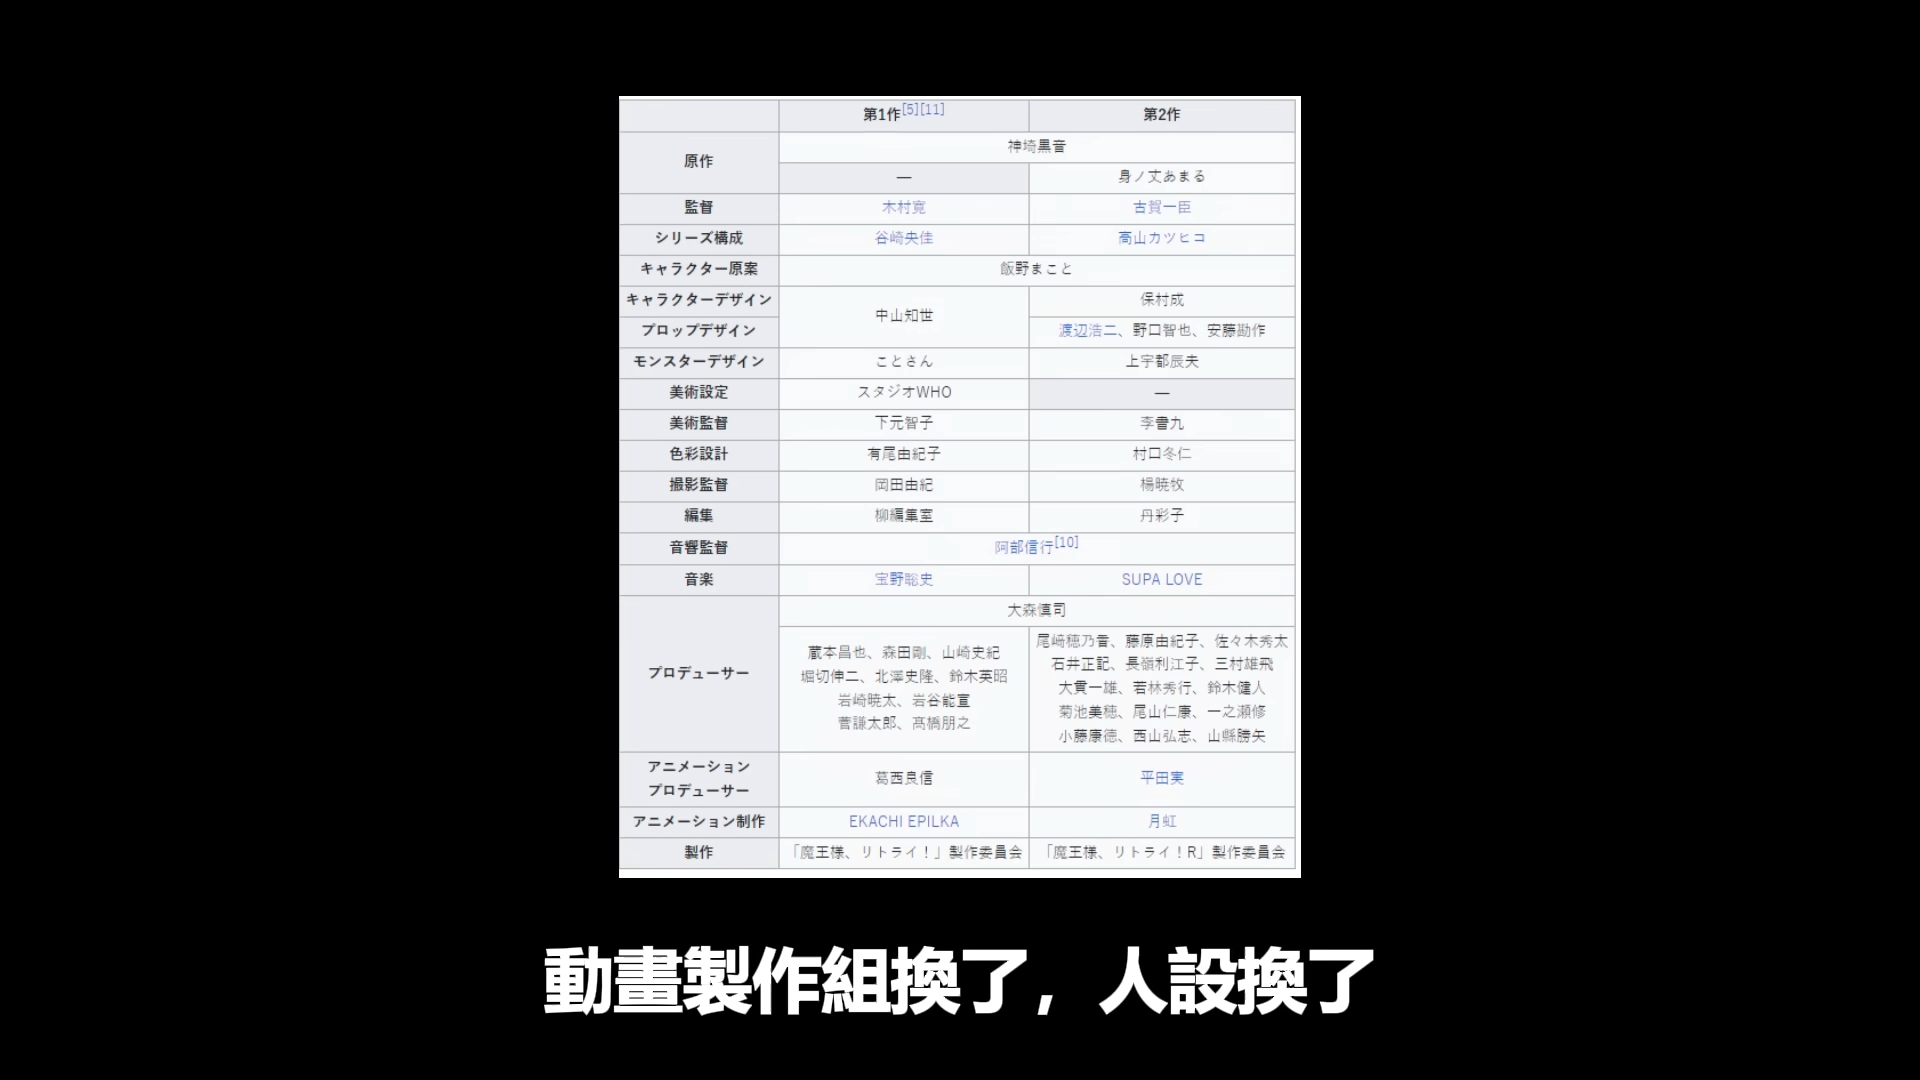 第1作[5][11] 第2作
原作 神埼黒音
— 身ノ丈あまる
監督 木村寛 古賀一臣
シリーズ構成 谷崎央佳 高山カツヒコ
キャラクター原案 飯野まこと
キャラクターデザイン 中山知世 保村成
プロップデザイン 渡辺浩二、野口智也、安藤勘作
モンスターデザイン ことさん 上宇都辰夫
美術設定 スタジオWHO —
美術監督 下元智子 李書九
色彩設計 有尾由紀子 村口冬仁
撮影監督 岡田由紀 楊暁牧
編集 柳編集室 丹彩子
音響監督 阿部信行[10]
音楽 宝野聡史 SUPA LOVE
プロデューサー 大森慎司
蔵本昌也、森田剛、山崎史紀
堀切伸二、北澤史隆、鈴木英昭
岩崎暁太、岩谷能宣
菅謙太郎、髙橋朋之
尾﨑穂乃香、藤原由紀子、佐々木秀太
石井正記、長嶺利江子、三村雄飛
大貫一雄、若林秀行、鈴木健人
菊池美穂、尾山仁康、一之瀬修
小藤康徳、西山弘志、山縣勝矢
アニメーション
プロデューサー 葛西良信 平田実
アニメーション制作 EKACHI EPILKA 月虹
製作 「魔王様、リトライ！」製作委員会 「魔王様、リトライ！R」製作委員会
動畫製作組換了，人設換了